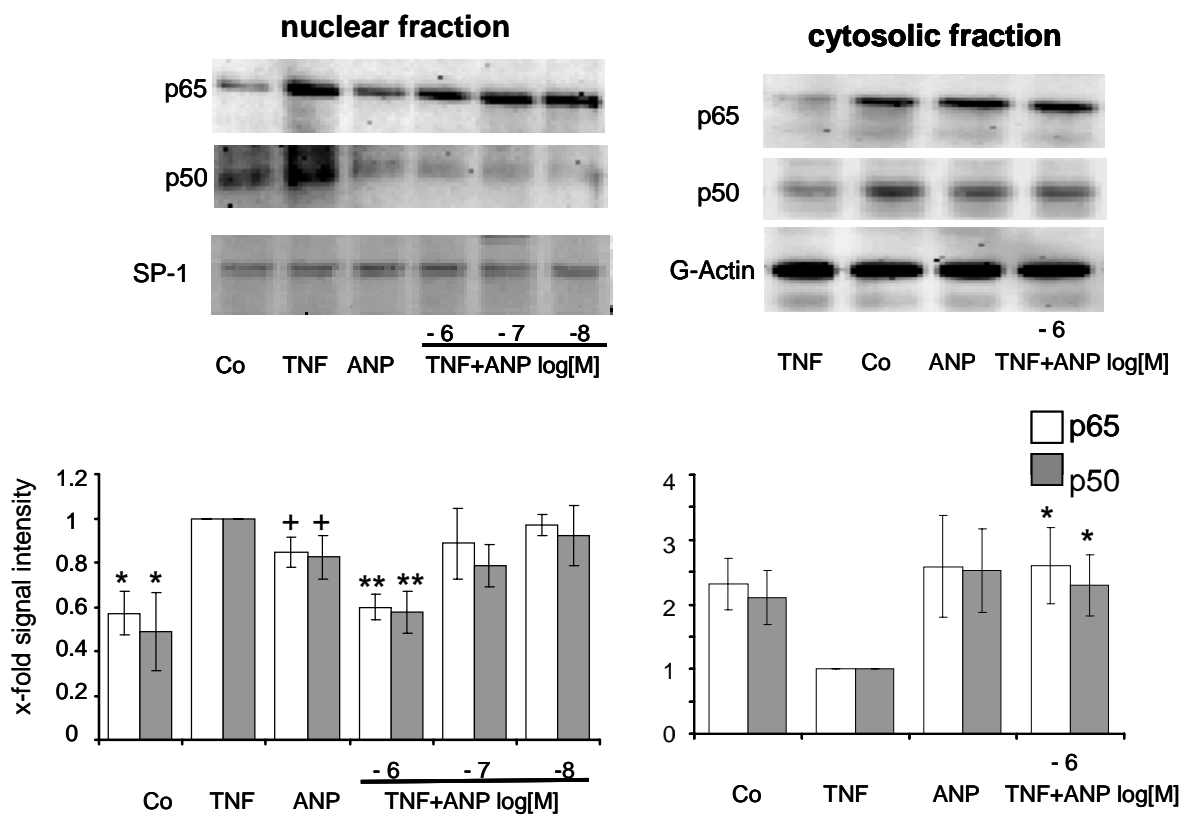 nuclear fraction
p65
p50
SP-1
- 6 - 7 -8
Co TNF ANP TNF+ANP log[M]
cytosolic fraction
p65
p50
G-Actin
- 6
TNF Co ANP TNF+ANP log[M]
x-fold signal intensity
1.2
1
0.8
0.6
0.4
0.2
0
* * + + ** **
- 6 - 7 -8
Co TNF ANP TNF+ANP log[M]
p65
p50
4
3
2
1
0
* *
- 6
Co TNF ANP TNF+ANP log[M]